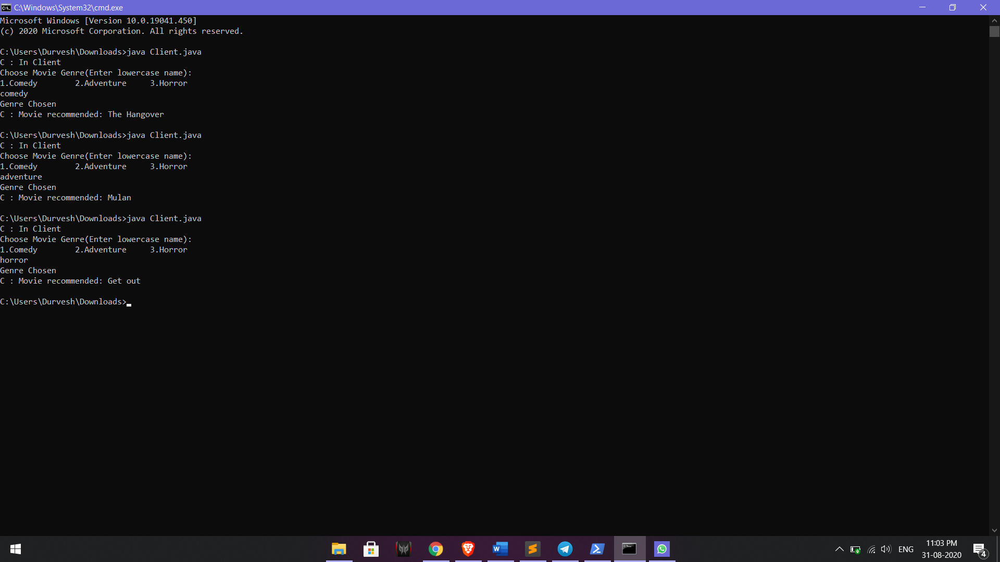 C:\Windows\System32\cmd.exe
Microsoft Windows [Version 10.0.19041.450]
(c) 2020 Microsoft Corporation. All rights reserved.
C:\Users\Durvesh\Downloads>java Client.java
C : In Client
Choose Movie Genre(Enter lowercase name):
1.Comedy        2.Adventure     3.Horror
comedy
Genre Chosen
C : Movie recommended: The Hangover
C:\Users\Durvesh\Downloads>java Client.java
C : In Client
Choose Movie Genre(Enter lowercase name):
1.Comedy        2.Adventure     3.Horror
adventure
Genre Chosen
C : Movie recommended: Mulan
C:\Users\Durvesh\Downloads>java Client.java
C : In Client
Choose Movie Genre(Enter lowercase name):
1.Comedy        2.Adventure     3.Horror
horror
Genre Chosen
C : Movie recommended: Get out
C:\Users\Durvesh\Downloads>
ENG
11:03 PM
31-08-2020
4